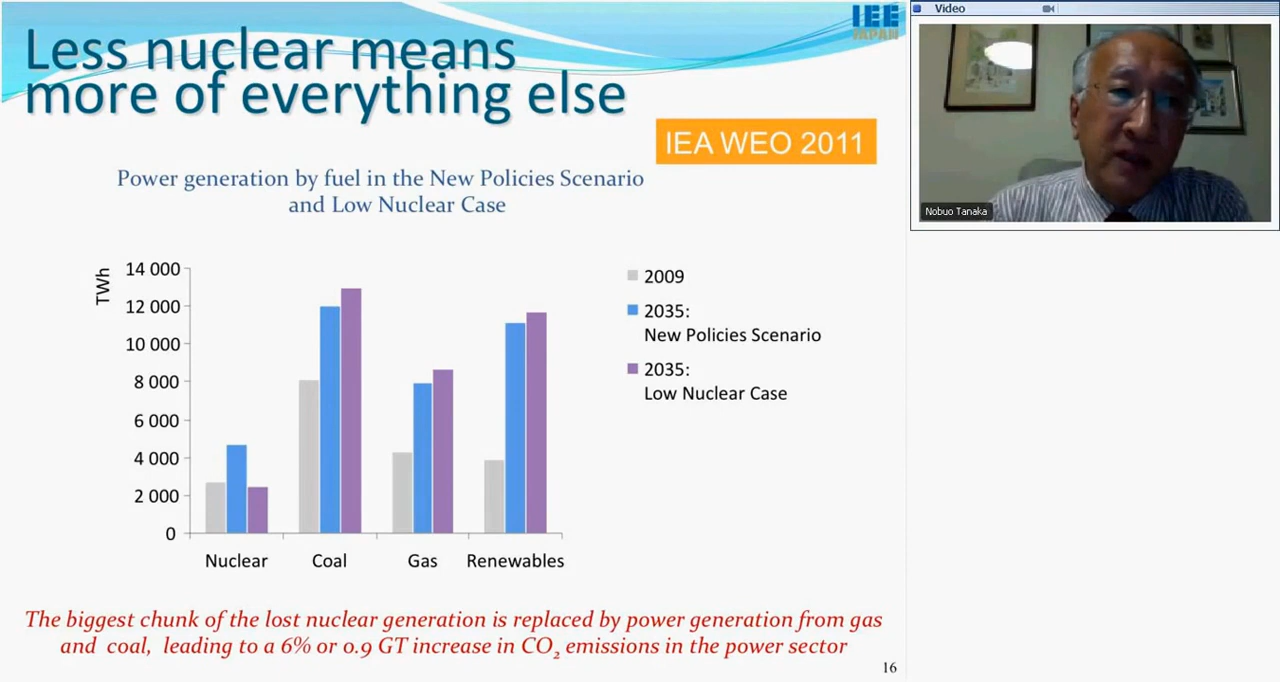 IEE
JAPAN
Less nuclear means
more of everything else
IEA WEO 2011
Power generation by fuel in the New Policies Scenario
and Low Nuclear Case
TWh
14 000
12 000
10 000
8 000
6 000
4 000
2 000
0
Nuclear
Coal
Gas
Renewables
2009
2035:
New Policies Scenario
2035:
Low Nuclear Case
The biggest chunk of the lost nuclear generation is replaced by power generation from gas
and coal, leading to a 6% or 0.9 GT increase in CO₂ emissions in the power sector
16
Video
Nobuo Tanaka